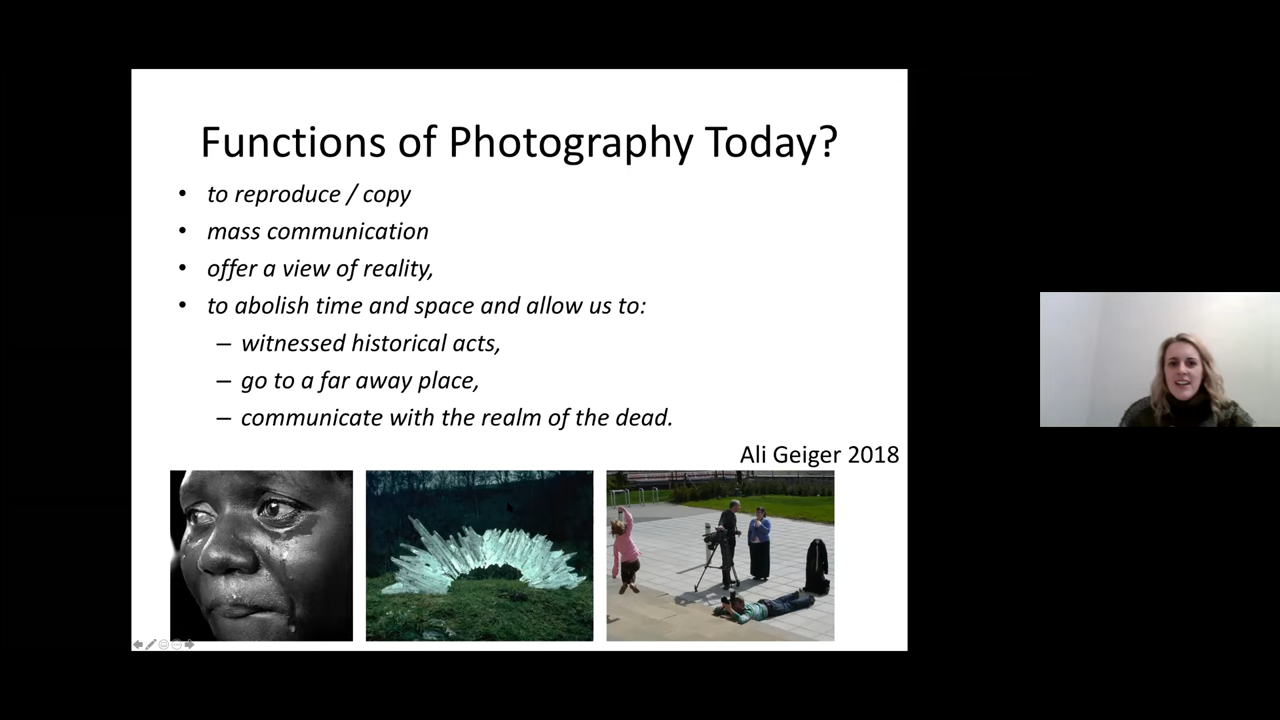 Functions of Photography Today?
• to reproduce / copy
• mass communication
• offer a view of reality,
• to abolish time and space and allow us to:
– witnessed historical acts,
– go to a far away place,
– communicate with the realm of the dead.
Ali Geiger 2018